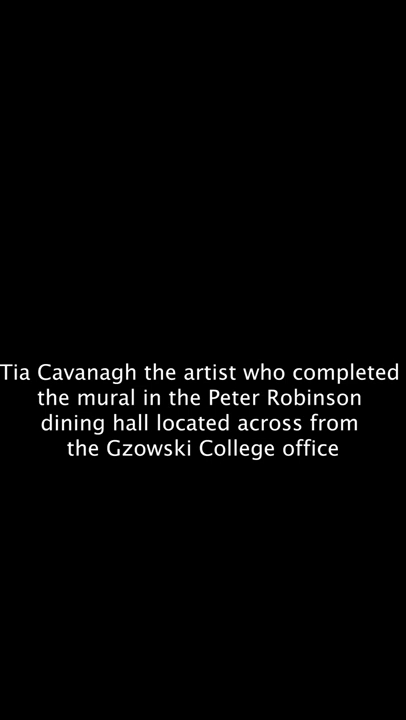 Tia Cavanagh the artist who completed
the mural in the Peter Robinson
dining hall located across from
the Gzowski College office